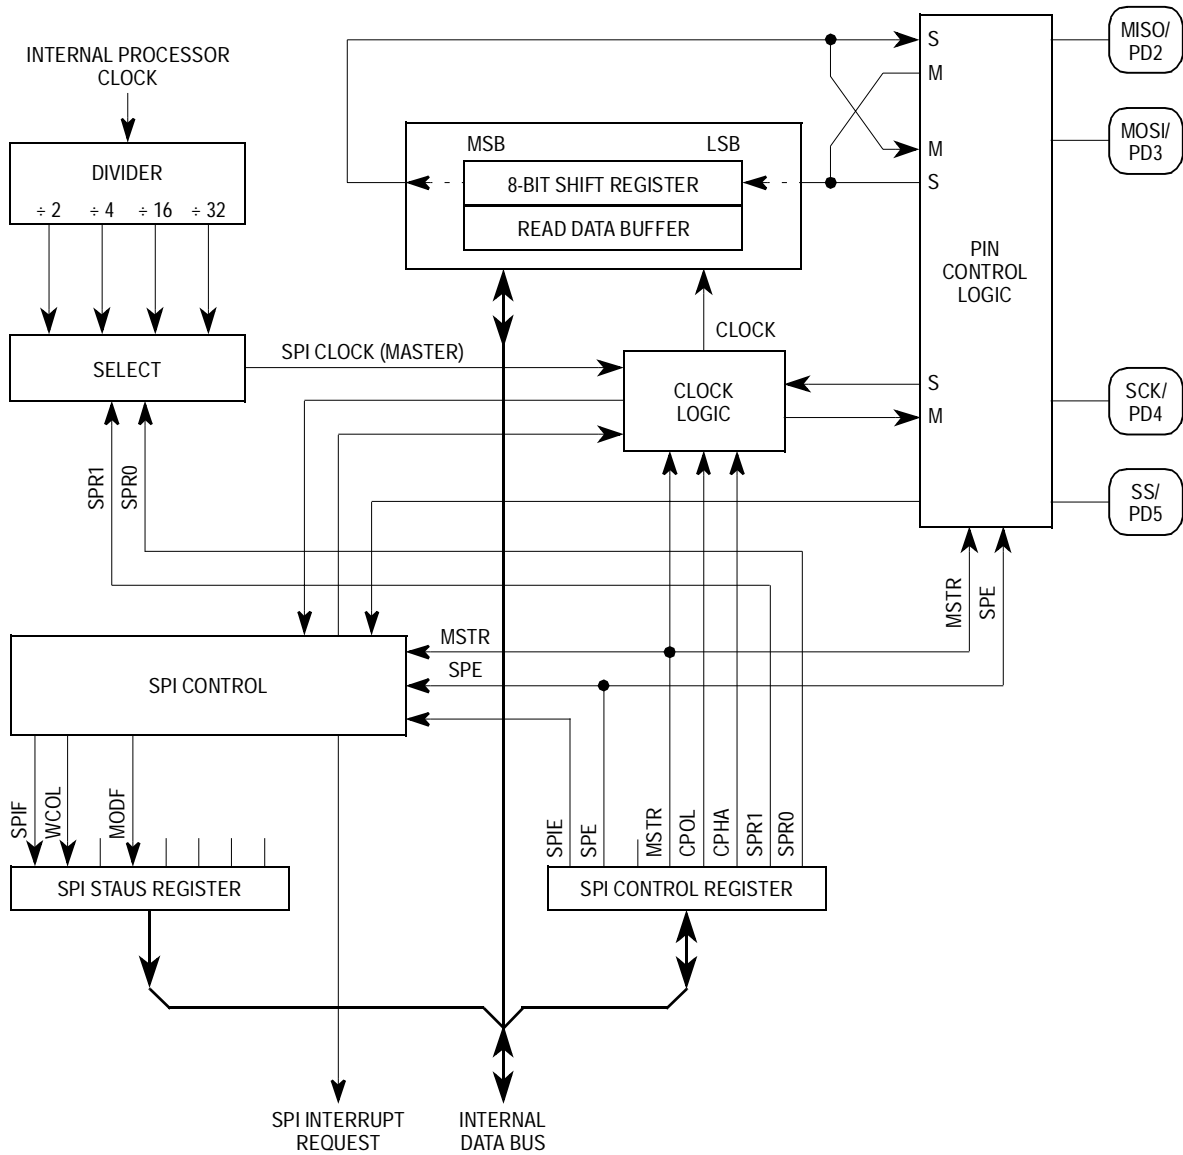 INTERNAL PROCESSOR
CLOCK
DIVIDER
÷ 2 ÷ 4 ÷ 16 ÷ 32
SELECT
SPR1
SPR0
SPI CLOCK (MASTER)
MSB LSB
8-BIT SHIFT REGISTER
READ DATA BUFFER
CLOCK
CLOCK
LOGIC
S
M
M
S
PIN
CONTROL
LOGIC
S
M
MISO/
PD2
MOSI/
PD3
SCK/
PD4
SS/
PD5
MSTR
SPE
MSTR
SPE
SPI CONTROL
SPIF
WCOL
MODF
SPI STAUS REGISTER
SPIE
SPE
MSTR
CPOL
CPHA
SPR1
SPR0
SPI CONTROL REGISTER
SPI INTERRUPT
REQUEST
INTERNAL
DATA BUS